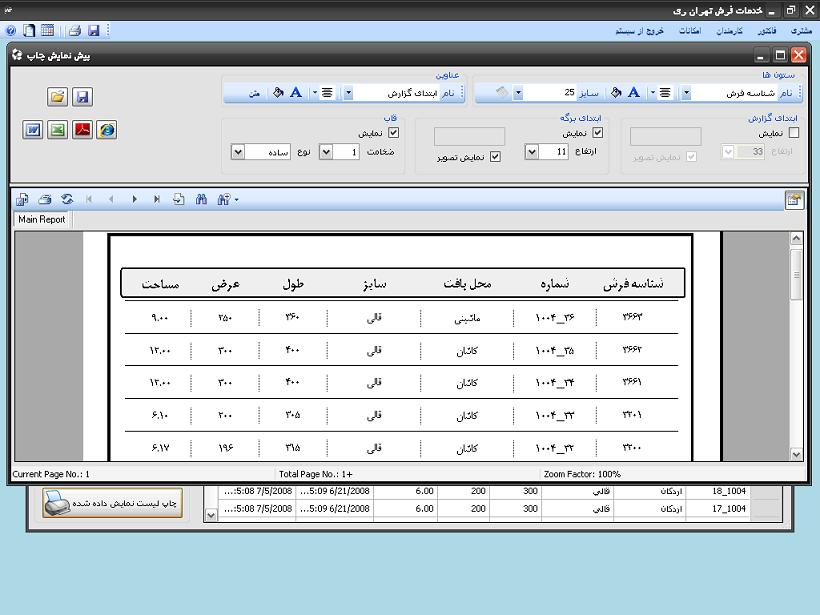 خدمات فرش تهران ری
مشتری فاکتور کارمندان امکانات خروج از سیستم
پیش نمایش چاپ
ستون ها
نام شناسه فرش سایز 25
عناوین
نام ابتدای گزارش متن
ابتدای گزارش
نمایش
ارتفاع 33 نمایش تصویر
ابتدای برگه
نمایش
ارتفاع 11 نمایش تصویر
قاب
نمایش
ضخامت 1 نوع ساده
Main Report
شناسه فرش شماره محل بافت سایز طول عرض مساحت
۳۶۶۳ ۱۰۰۴_۳۶ ماشینی قالی ۳۶۰ ۲۵۰ ۹.۰۰
۳۶۶۲ ۱۰۰۴_۳۵ کاشان قالی ۴۰۰ ۳۰۰ ۱۲.۰۰
۳۶۶۱ ۱۰۰۴_۳۴ کاشان قالی ۴۰۰ ۳۰۰ ۱۲.۰۰
۳۲۰۱ ۱۰۰۴_۳۳ کاشان قالی ۳۰۵ ۲۰۰ ۶.۱۰
۳۲۰۰ ۱۰۰۴_۳۲ کاشان قالی ۳۱۵ ۱۹۶ ۶.۱۷
Current Page No.: 1 Total Page No.: 1+ Zoom Factor: 100%
18_1004 اردکان قالی 300 200 6.00 6/21/2008 5:09... 7/5/2008 5:08...
17_1004 اردکان قالی 300 200 6.00 6/21/2008 5:09... 7/5/2008 5:08...
چاپ لیست نمایش داده شده